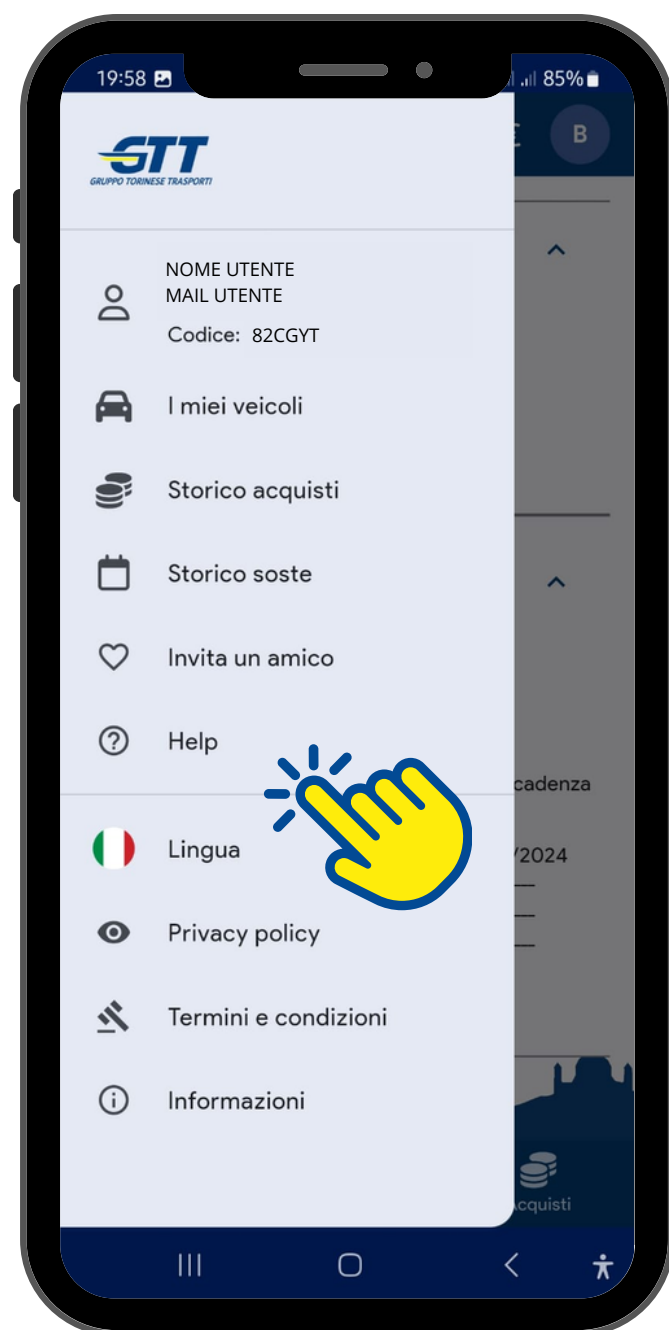 19:58
85%
GTT
GRUPPO TORINESE TRASPORTI
B
NOME UTENTE
MAIL UTENTE
Codice: 82CGYT
I miei veicoli
Storico acquisti
Storico soste
Invita un amico
Help
cadenza
Lingua
/2024
Privacy policy
Termini e condizioni
Informazioni
cquisti